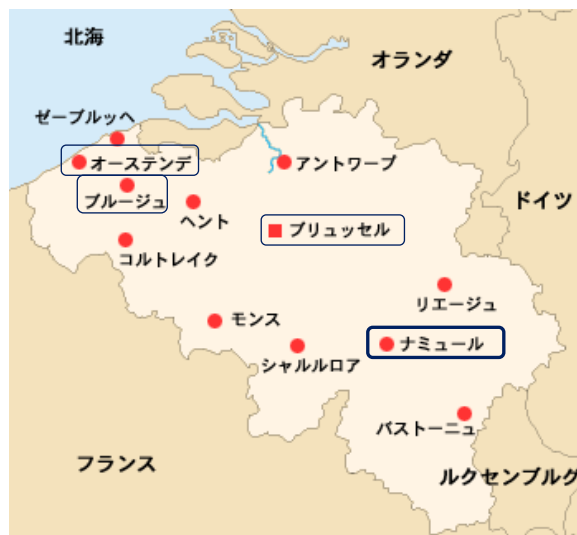 北海
オランダ
ゼーブルッヘ
オーステンデ
アントワープ
ブルージュ
ヘント
ドイツ
ブリュッセル
コルトレイク
リエージュ
モンス
ナミュール
シャルルロア
バストーニュ
フランス
ルクセンブルグ